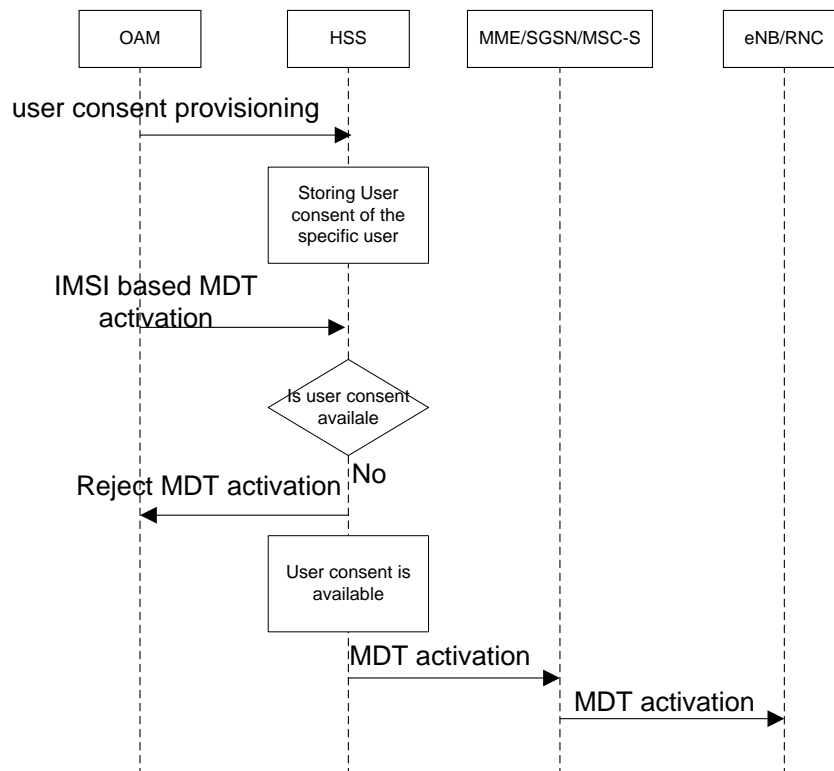 OAM
HSS
MME/SGSN/MSC-S
eNB/RNC
user consent provisioning
Storing User
consent of the
specific user
IMSI based MDT
activation
Is user consent
availale
No
Reject MDT activation
User consent is
available
MDT activation
MDT activation